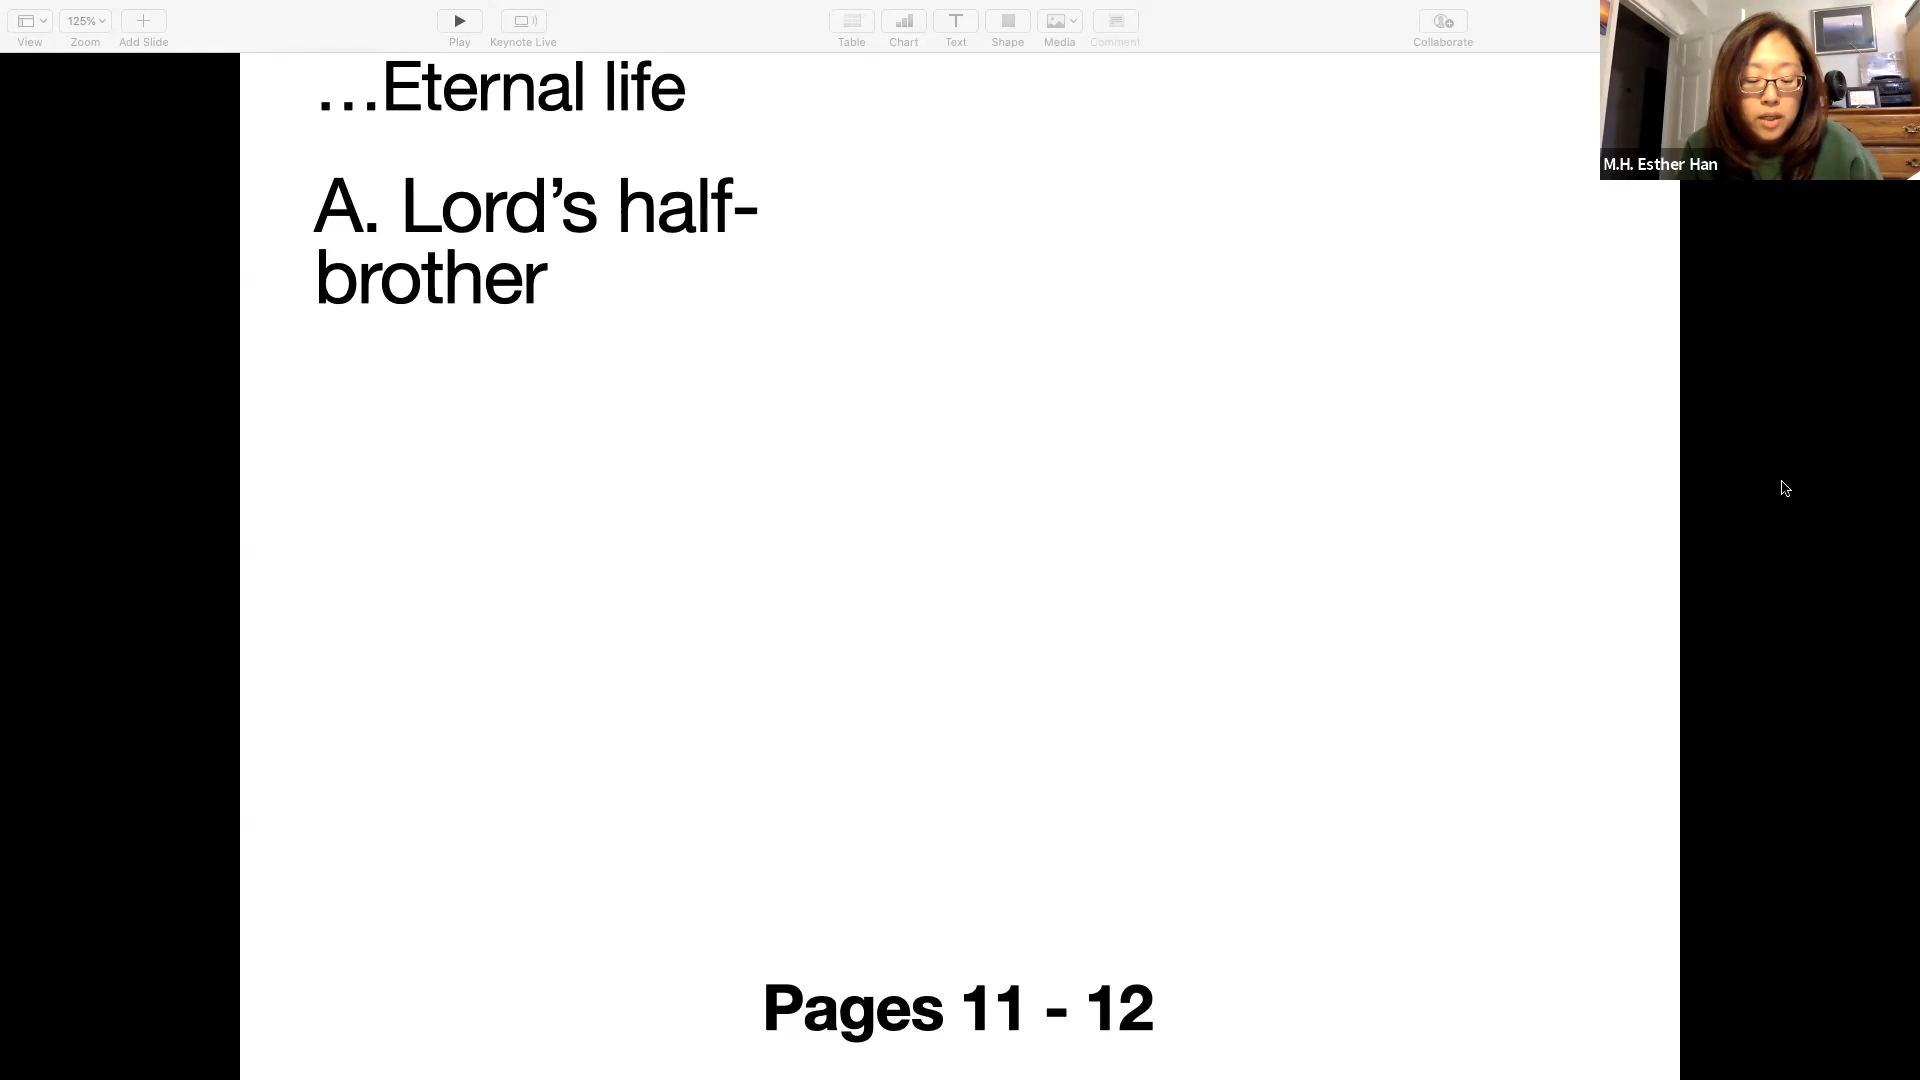 125%
View
Zoom
Add Slide
Play
Keynote Live
Table
Chart
Text
Shape
Media
Comment
Collaborate
M.H. Esther Han
…Eternal life
A. Lord’s half-
brother
Pages 11 - 12